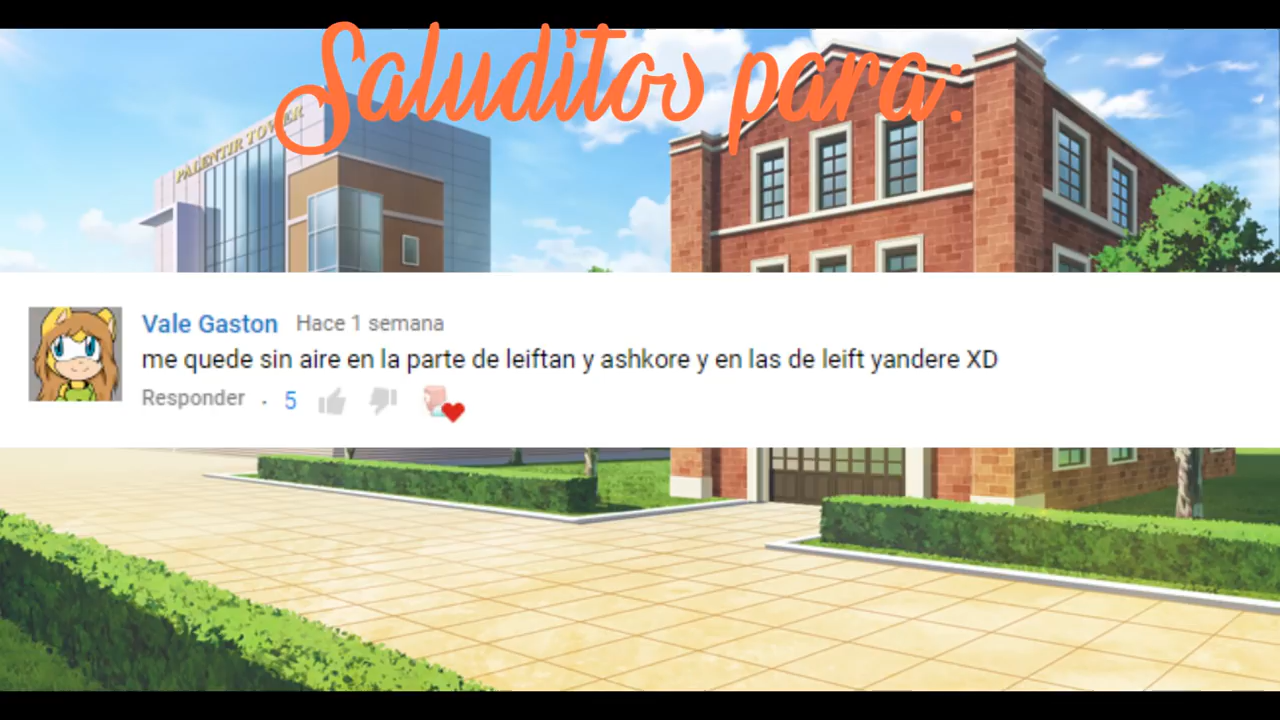 Saluditos para:
PALENTIR TOWER
Vale Gaston Hace 1 semana
me quede sin aire en la parte de leiftan y ashkore y en las de leift yandere XD
Responder . 5